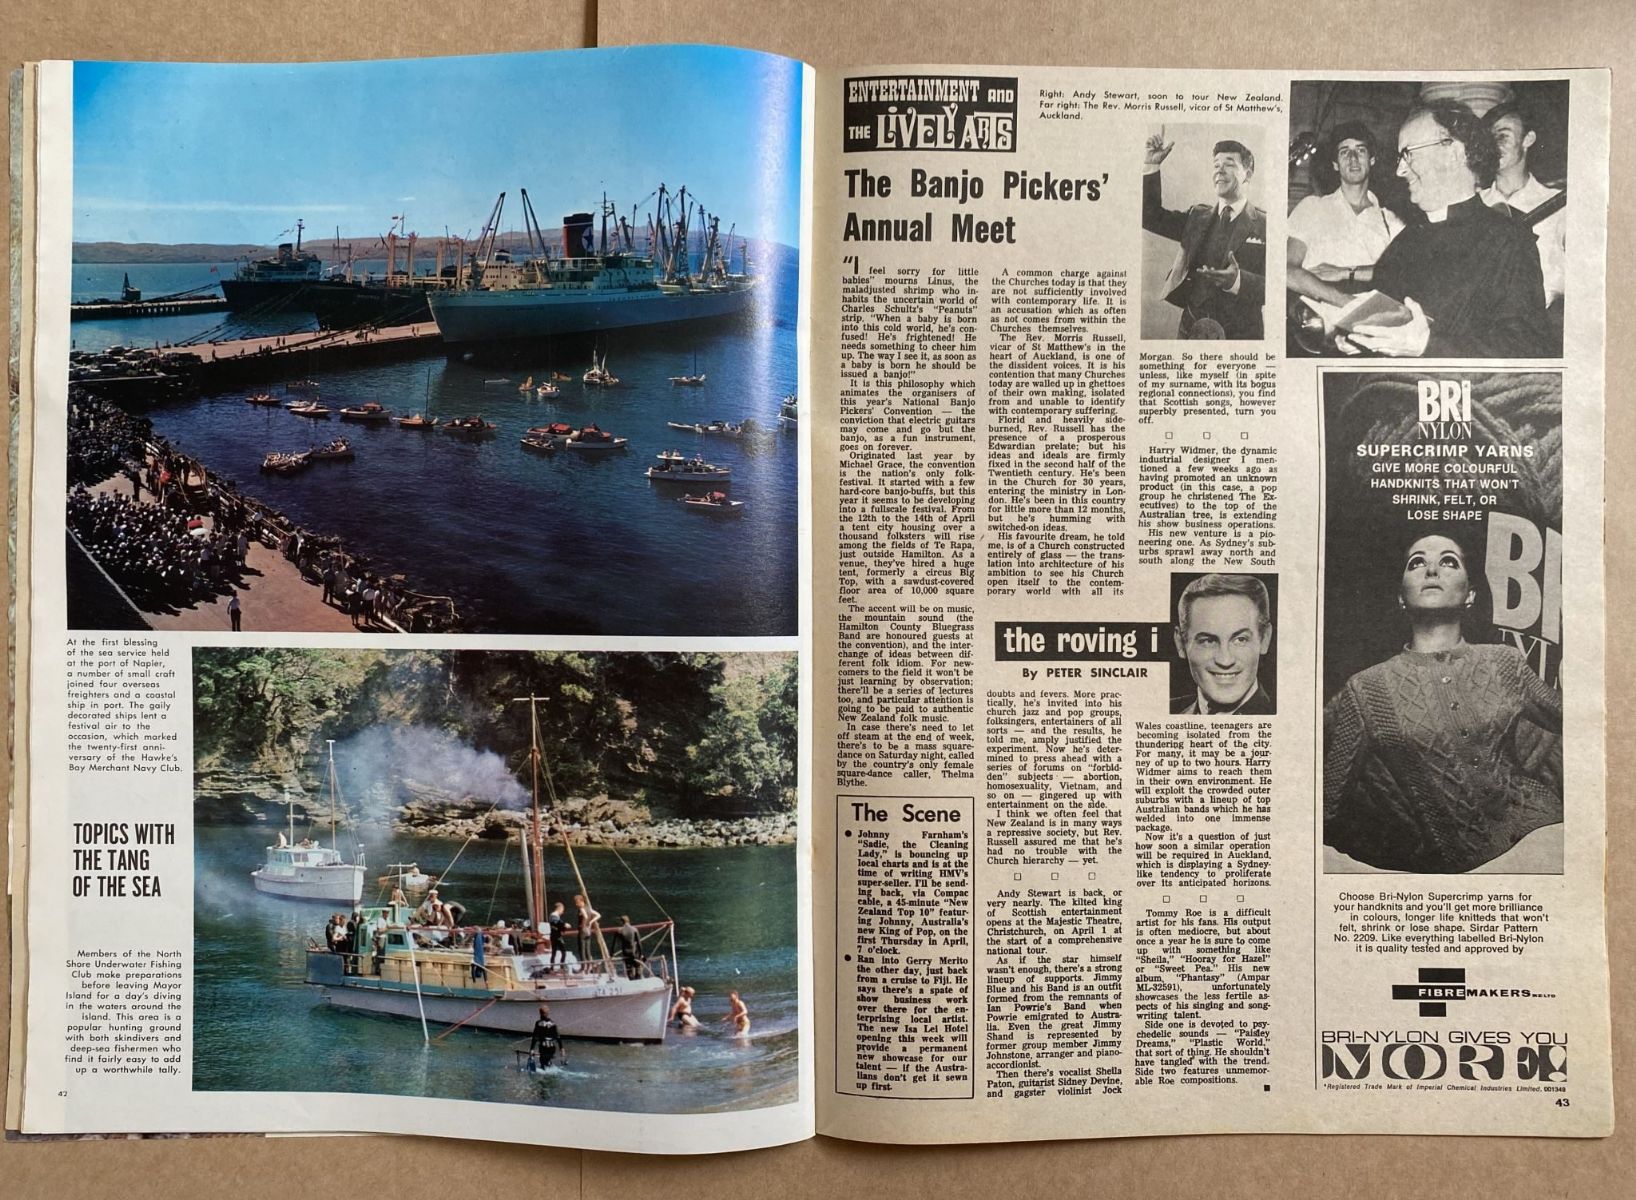 At the first blessing
of the sea service held
at the port of Napier,
a number of small craft
joined four overseas
freighters and a coastal
ship in port. The gaily
decorated ships lent a
festival air to the
occasion, which marked
the twenty-first anni-
versary of the Hawke's
Bay Merchant Navy Club.
TOPICS WITH
THE TANG
OF THE SEA
Members of the North
Shore Underwater Fishing
Club make preparations
before leaving Mayor
Island for a day's diving
in the waters around the
island. This area is a
popular hunting ground
with both skindivers and
deep-sea fishermen who
find it fairly easy to add
up a worthwhile tally.
42
ENTERTAINMENT AND
THE LIVELY ARTS
Right: Andy Stewart, soon to tour New Zealand.
Far right: The Rev. Morris Russell, vicar of St Matthew's,
Auckland.
The Banjo Pickers'
Annual Meet
"I feel sorry for little
babies" mourns Linus, the
maladjusted shrimp who in-
habits the uncertain world of
Charles Schultz's "Peanuts"
strip. "When a baby is born
into this cold world, he's con-
fused! He's frightened! He
needs something to cheer him
up. The way I see it, as soon as
a baby is born he should be
issued a banjo!"
It is this philosophy which
animates the organisers of
this year's National Banjo
Pickers' Convention — the
conviction that electric guitars
may come and go but the
banjo, as a fun instrument,
goes on forever.
Originated last year by
Michael Grace, the convention
is the nation's only folk-
festival. It started with a few
hard-core banjo-buffs, but this
year it seems to be developing
into a fullscale festival. From
the 12th to the 14th of April
a tent city housing over a
thousand folksters will rise
among the fields of Te Rapa,
just outside Hamilton. As a
venue, they've hired a huge
tent, formerly a circus Big
Top, with a sawdust-covered
floor area of 10,000 square
feet.
The accent will be on music,
the mountain sound (the
Hamilton County Bluegrass
Band are honoured guests at
the convention), and the inter-
change of ideas between dif-
ferent folk idiom. For new-
comers to the field it won't be
just learning by observation;
there'll be a series of lectures
too, and particular attention is
going to be paid to authentic
New Zealand folk music.
In case there's need to let
off steam at the end of week,
there's to be a mass square-
dance on Saturday night, called
by the country's only female
square-dance caller, Thelma
Blythe.
The Scene
● Johnny Farnham's
"Sadie, the Cleaning
Lady," is bouncing up
local charts and is at the
time of writing HMV's
super-seller. I'll be send-
ing back, via Compac
cable, a 45-minute "New
Zealand Top 10" featur-
ing Johnny, Australia's
new King of Pop, on the
first Thursday in April,
7 o'clock.
● Ran into Gerry Merito
the other day, just back
from a cruise to Fiji. He
says there's a spate of
show business work
over there for the en-
terprising local artist.
The new Isa Lei Hotel
opening this week will
provide a permanent
new showcase for our
talent — if the Austra-
lians don't get it sewn
up first.
A common charge against
the Churches today is that they
are not sufficiently involved
with contemporary life. It is
an accusation which as often
as not comes from within the
Churches themselves.
The Rev. Morris Russell,
vicar of St Matthew's in the
heart of Auckland, is one of
the dissident voices. It is his
contention that many Churches
today are walled up in ghettoes
of their own making, isolated
from and unable to identify
with contemporary suffering.
Florid and heavily side-
burned, Rev. Russell has the
presence of a prosperous
Edwardian prelate; but his
ideas and ideals are firmly
fixed in the second half of the
Twentieth century. He's been
in the Church for 30 years,
entering the ministry in Lon-
don. He's been in this country
for little more than 12 months,
but he's humming with
switched-on ideas.
His favourite dream, he told
me, is of a Church constructed
entirely of glass — the trans-
lation into architecture of his
ambition to see his Church
open itself to the contem-
porary world with all its
the roving i
By PETER SINCLAIR
doubts and fevers. More prac-
tically, he's invited into his
church jazz and pop groups,
folksingers, entertainers of all
sorts — and the results, he
told me, amply justified the
experiment. Now he's deter-
mined to press ahead with a
series of forums on "forbid-
den" subjects — abortion,
homosexuality, Vietnam, and
so on — gingered up with
entertainment on the side.
I think we often feel that
New Zealand is in many ways
a repressive society, but Rev.
Russell assured me that he's
had no trouble with the
Church hierarchy — yet.
Andy Stewart is back, or
very nearly. The kilted king
of Scottish entertainment
opens at the Majestic Theatre,
Christchurch, on April 1 at
the start of a comprehensive
national tour.
As if the star himself
wasn't enough, there's a strong
lineup of supports. Jimmy
Blue and his Band is an outfit
formed from the remnants of
Ian Powrie's Band when
Powrie emigrated to Austra-
lia. Even the great Jimmy
Shand is represented by
former group member Jimmy
Johnstone, arranger and piano-
accordionist.
Then there's vocalist Sheila
Paton, guitarist Sidney Devine,
and gagster violinist Jock
Morgan. So there should be
something for everyone —
unless, like myself (in spite
of my surname, with its bogus
regional connections), you find
that Scottish songs, however
superbly presented, turn you
off.
Harry Widmer, the dynamic
industrial designer I men-
tioned a few weeks ago as
having promoted an unknown
product (in this case, a pop
group he christened The Ex-
ecutives) to the top of the
Australian tree, is extending
his show business operations.
His new venture is a pio-
neering one. As Sydney's sub-
urbs sprawl away north and
south along the New South
Wales coastline, teenagers are
becoming isolated from the
thundering heart of the city.
For many, it may be a jour-
ney of up to two hours. Harry
Widmer aims to reach them
in their own environment. He
will exploit the crowded outer
suburbs with a lineup of top
Australian bands which he has
welded into one immense
package.
Now it's a question of just
how soon a similar operation
will be required in Auckland,
which is displaying a Sydney-
like tendency to proliferate
over its anticipated horizons.
Tommy Roe is a difficult
artist for his fans. His output
is often mediocre, but about
once a year he is sure to come
up with something like
"Sheila," "Hooray for Hazel"
or "Sweet Pea." His new
album "Phantasy" (Ampar
ML-32591), unfortunately
showcases the less fertile as-
pects of his singing and song-
writing talent.
Side one is devoted to psy-
chedelic sounds — "Paisley
Dreams," "Plastic World,"
that sort of thing. He shouldn't
have tangled with the trend.
Side two features unmemor-
able Roe compositions.
BRI
NYLON
SUPERCRIMP YARNS
GIVE MORE COLOURFUL
HANDKNITS THAT WON'T
SHRINK, FELT, OR
LOSE SHAPE
Choose Bri-Nylon Supercrimp yarns for
your handknits and you'll get more brilliance
in colours, longer life knitteds that won't
felt, shrink or lose shape. Sirdar Pattern
No. 2209. Like everything labelled Bri-Nylon
it is quality tested and approved by
FIBREMAKERS NZ LTD
BRI-NYLON GIVES YOU
MORE!
*Registered Trade Mark of Imperial Chemical Industries Limited. 001349
43